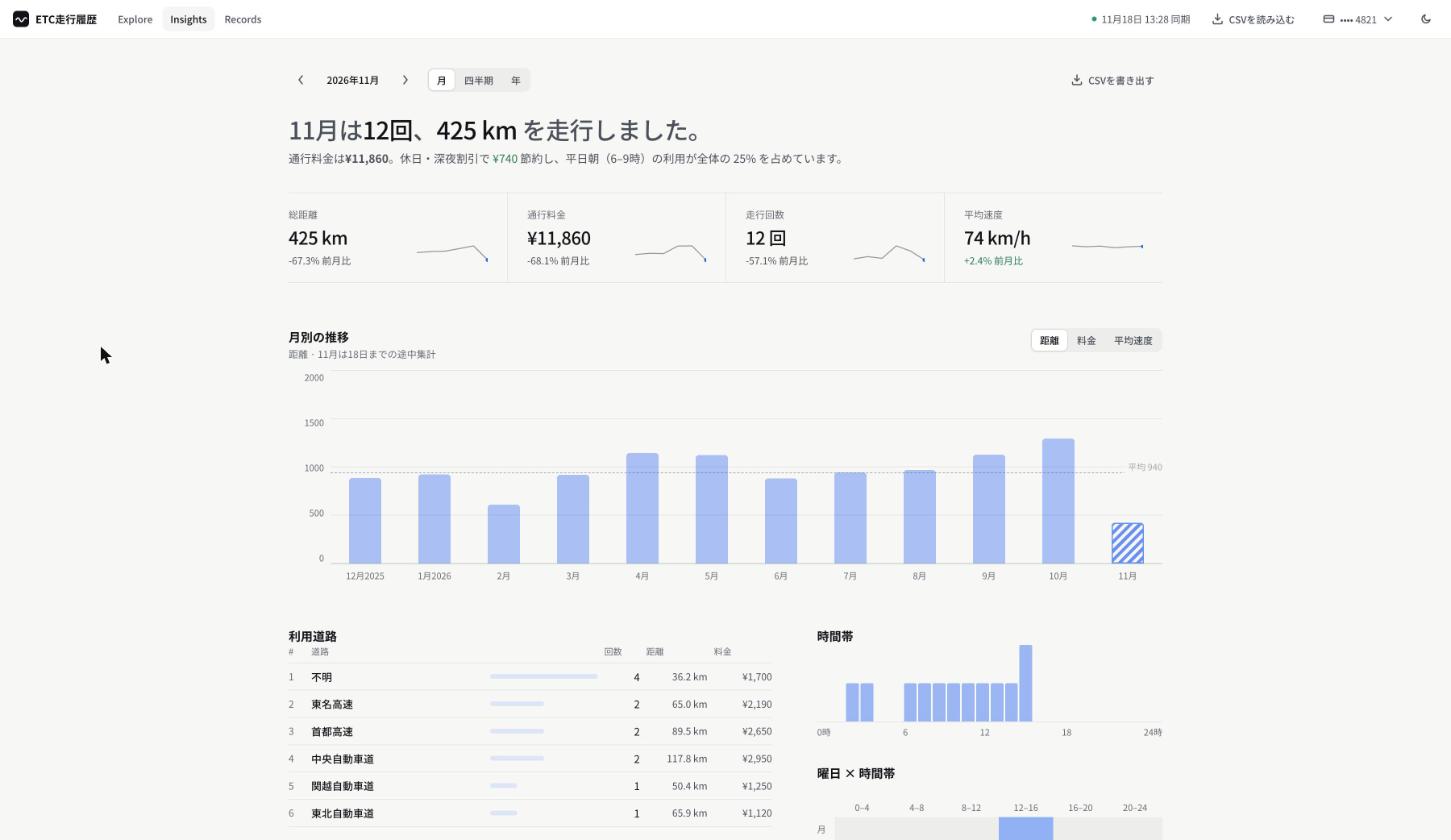 ETC走行履歴 Explore Insights Records 11月18日 13:28 同期 CSVを読み込む •••• 4821
2026年11月 月 四半期 年 CSVを書き出す
11月は12回、425 km を走行しました。
通行料金は¥11,860。休日・深夜割引で ¥740 節約し、平日朝（6–9時）の利用が全体の 25% を占めています。
総距離 通行料金 走行回数 平均速度
425 km ¥11,860 12 回 74 km/h
-67.3% 前月比 -68.1% 前月比 -57.1% 前月比 +2.4% 前月比
月別の推移 距離 料金 平均速度
距離 · 11月は18日までの途中集計
2000
1500
1000 平均 940
500
0
12月2025 1月2026 2月 3月 4月 5月 6月 7月 8月 9月 10月 11月
利用道路
# 道路 回数 距離 料金
1 不明 4 36.2 km ¥1,700
2 東名高速 2 65.0 km ¥2,190
3 首都高速 2 89.5 km ¥2,650
4 中央自動車道 2 117.8 km ¥2,950
5 関越自動車道 1 50.4 km ¥1,250
6 東北自動車道 1 65.9 km ¥1,120
時間帯
0時 6 12 18 24時
曜日 × 時間帯
0–4 4–8 8–12 12–16 16–20 20–24
月